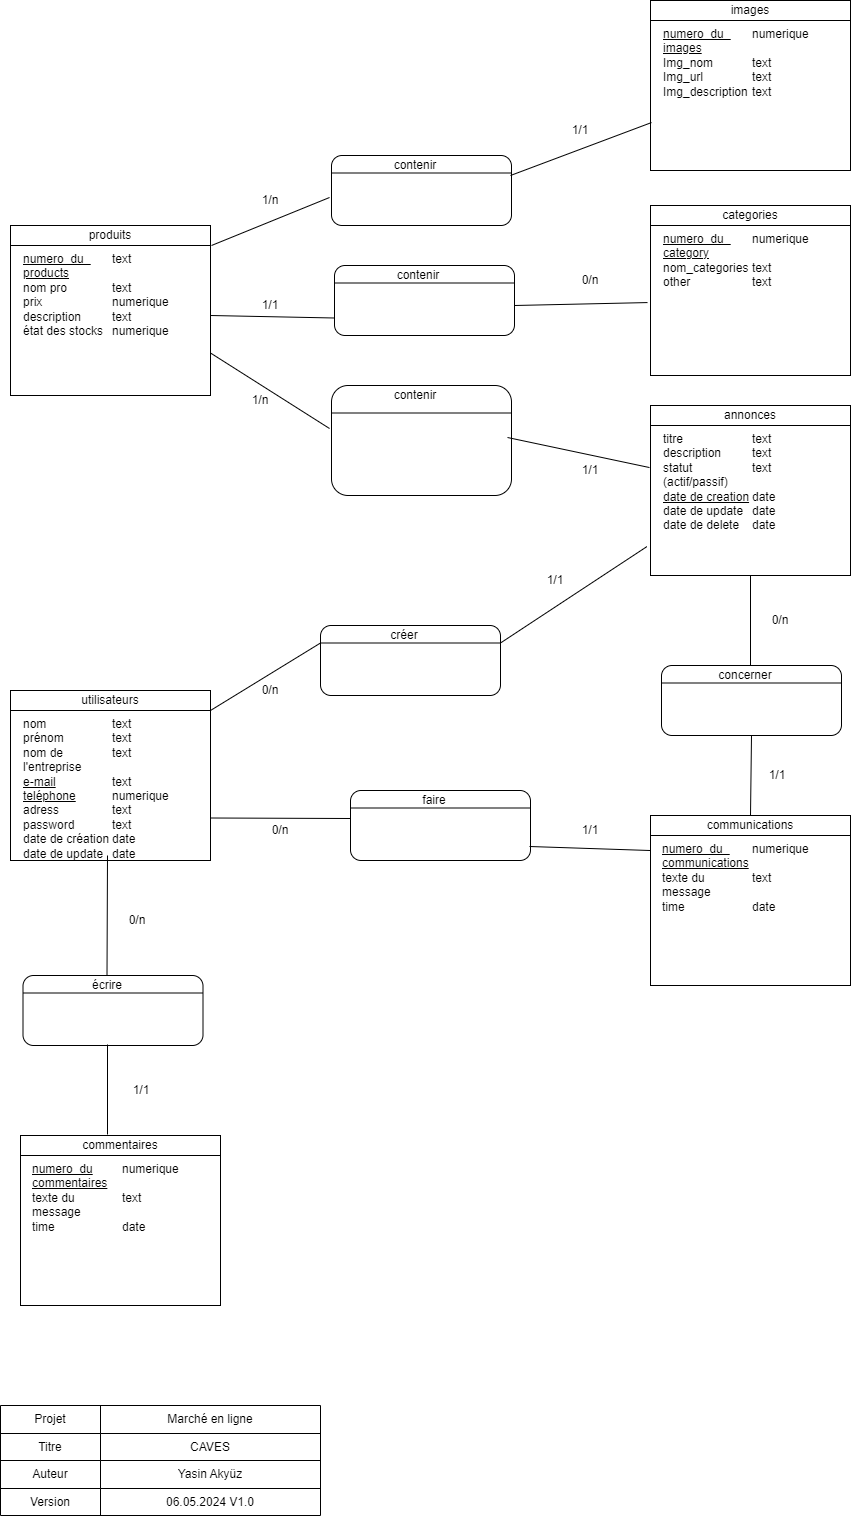 images
numero_du_ numerique
images
Img_nom text
Img_url text
Img_description text
1/1
contenir
1/n
produits
numero_du_ text
products
nom pro text
prix numerique
description text
état des stocks numerique
categories
numero_du_ numerique
category
nom_categories text
other text
contenir
0/n
1/1
contenir
1/n
1/1
annonces
titre text
description text
statut text
(actif/passif)
date de creation date
date de update date
date de delete date
1/1
créer
0/n
0/n
concerner
1/1
utilisateurs
nom text
prénom text
nom de text
l'entreprise
e-mail text
teléphone numerique
adress text
password text
date de création date
date de update date
faire
0/n
1/1
communications
numero_du_ numerique
communications
texte du text
message
time date
0/n
écrire
1/1
commentaires
numero_du numerique
commentaires
texte du text
message
time date
Projet Marché en ligne
Titre CAVES
Auteur Yasin Akyüz
Version 06.05.2024 V1.0